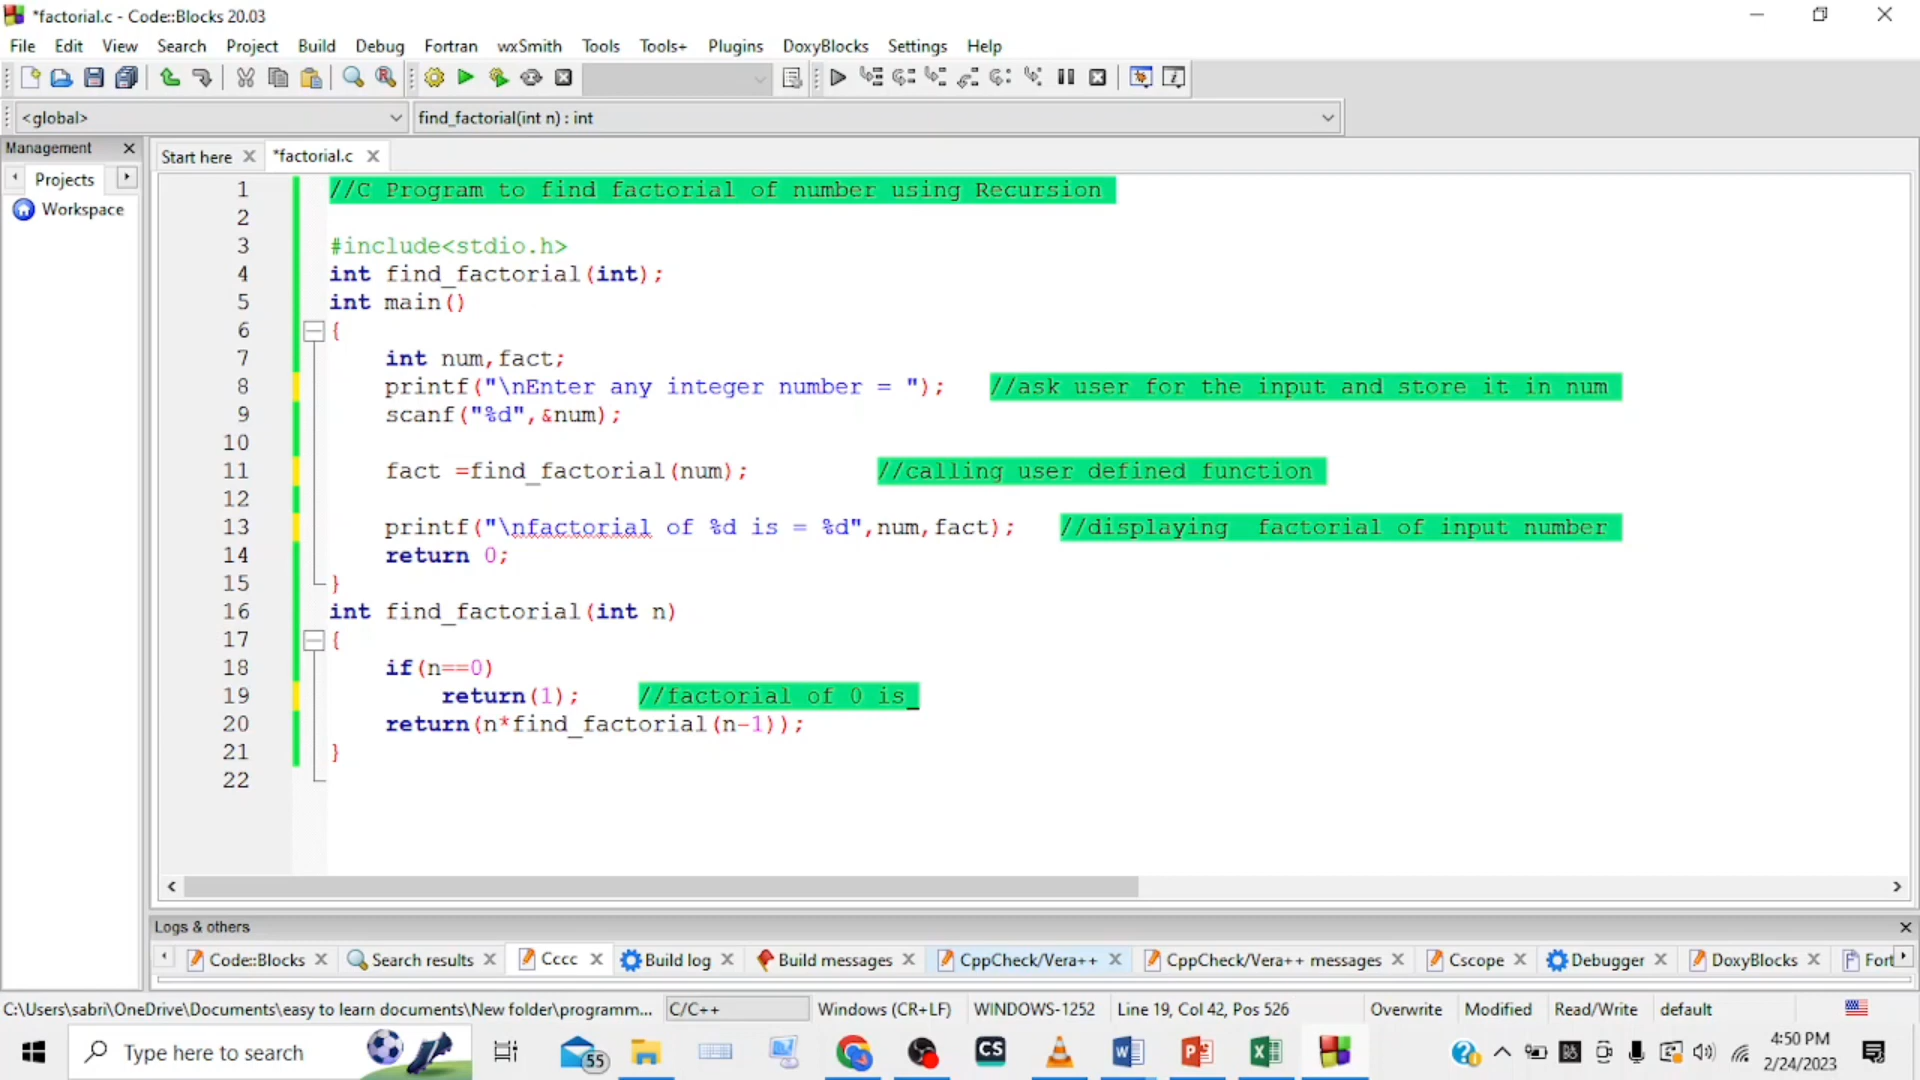 *factorial.c - Code::Blocks 20.03
File Edit View Search Project Build Debug Fortran wxSmith Tools Tools+ Plugins DoxyBlocks Settings Help
<global> find_factorial(int n) : int
Management
Projects
Workspace
Start here *factorial.c
1 //C Program to find factorial of number using Recursion
2
3 #include<stdio.h>
4 int find_factorial(int);
5 int main()
6 {
7 int num,fact;
8 printf("\nEnter any integer number = "); //ask user for the input and store it in num
9 scanf("%d",&num);
10
11 fact =find_factorial(num); //calling user defined function
12
13 printf("\nfactorial of %d is = %d",num,fact); //displaying  factorial of input number
14 return 0;
15 }
16 int find_factorial(int n)
17 {
18 if(n==0)
19 return(1); //factorial of 0 is
20 return(n*find_factorial(n-1));
21 }
22
Logs & others
Code::Blocks Search results Cccc Build log Build messages CppCheck/Vera++ CppCheck/Vera++ messages Cscope Debugger DoxyBlocks Fort
C:\Users\sabri\OneDrive\Documents\easy to learn documents\New folder\programm... C/C++ Windows (CR+LF) WINDOWS-1252 Line 19, Col 42, Pos 526 Overwrite Modified Read/Write default
Type here to search
55
CS
4:50 PM
2/24/2023